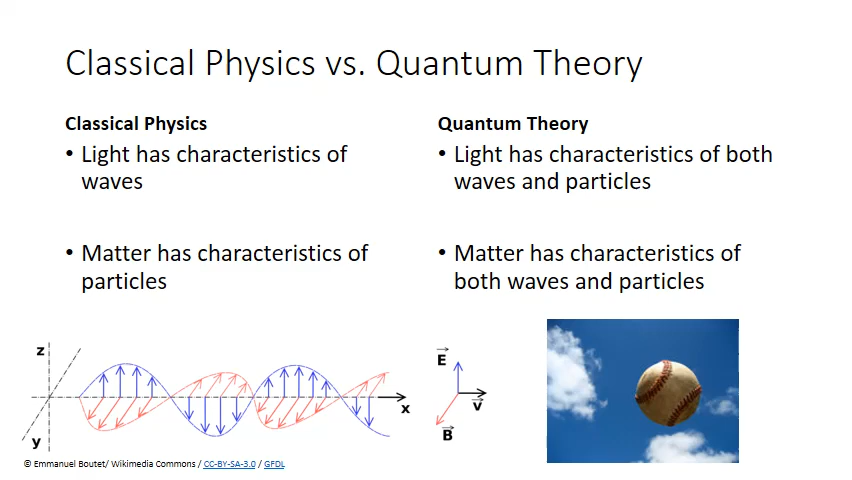 Classical Physics vs. Quantum Theory
Classical Physics
• Light has characteristics of
waves
• Matter has characteristics of
particles
Quantum Theory
• Light has characteristics of both
waves and particles
• Matter has characteristics of
both waves and particles
z
y
x
E
v
B
© Emmanuel Boutet/ Wikimedia Commons / CC-BY-SA-3.0 / GFDL